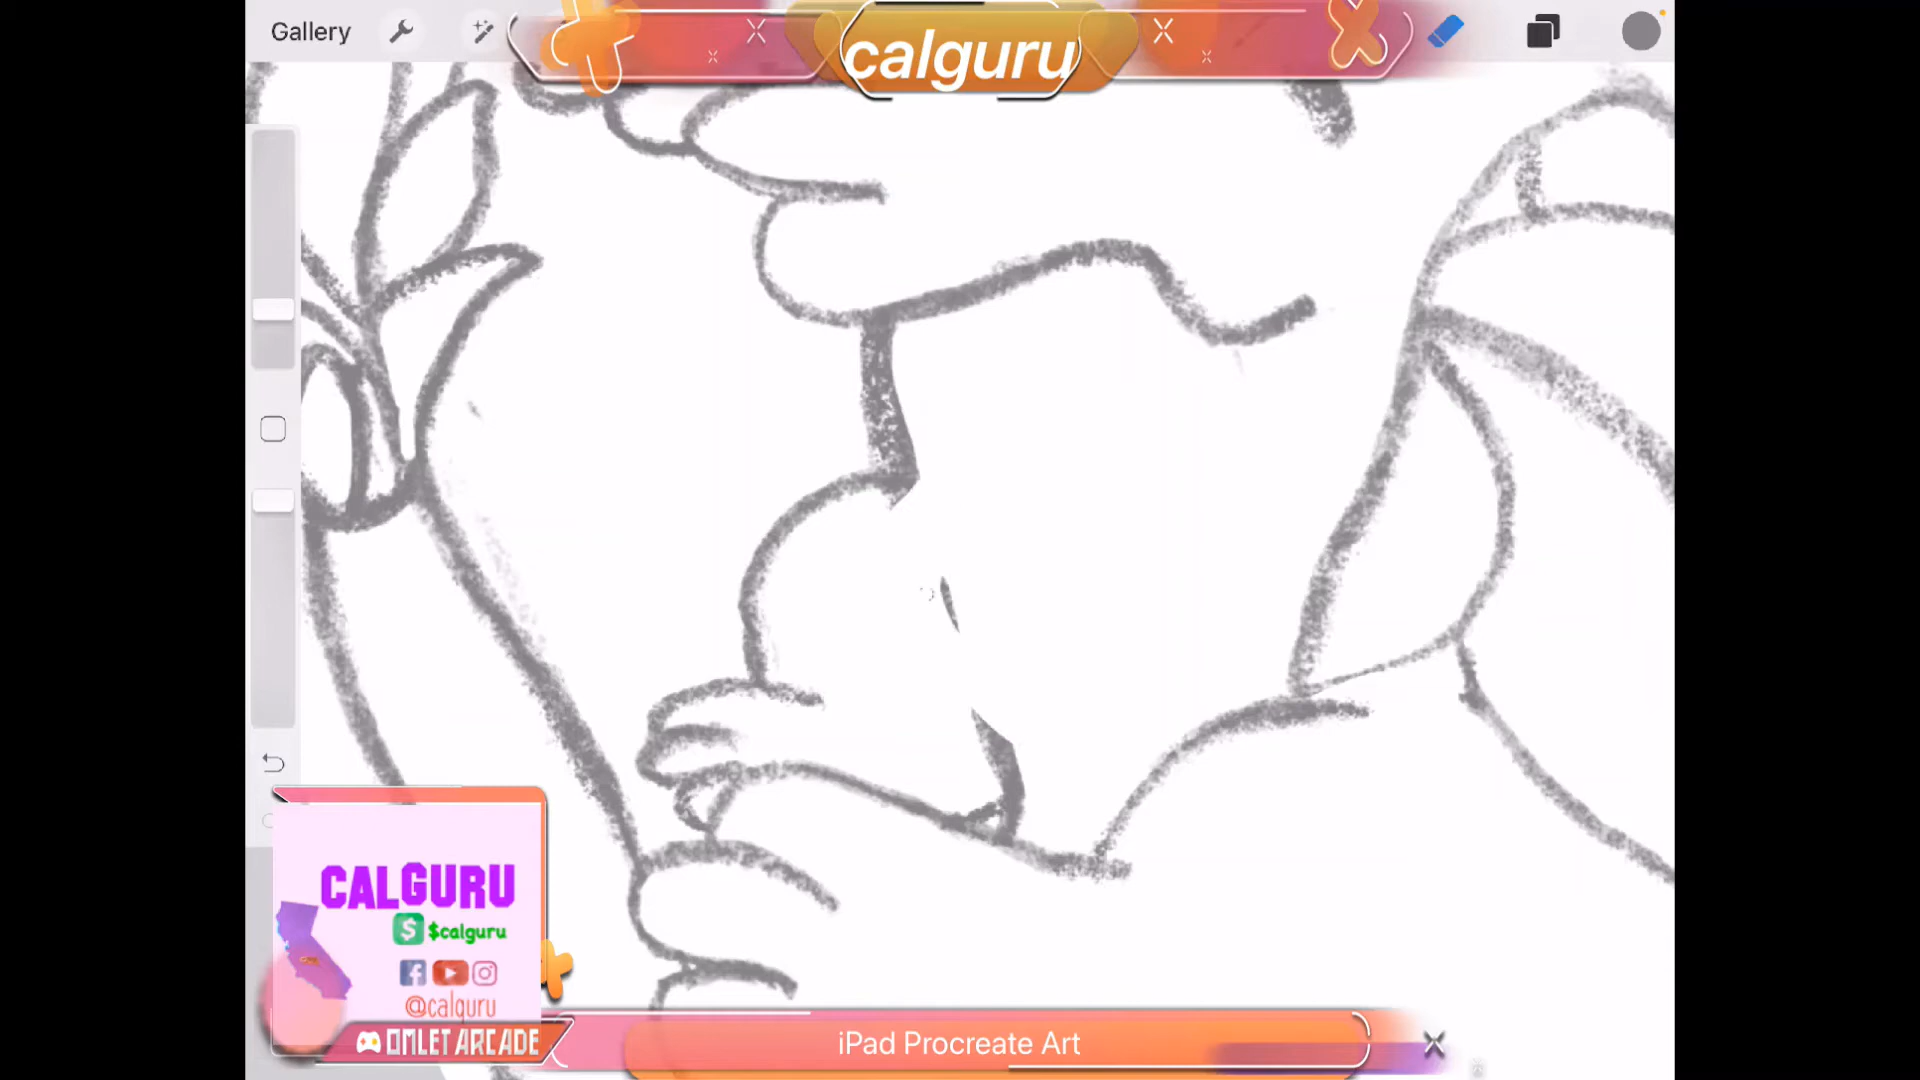 Gallery
calguru
CALGURU
$ $calguru
@calguru
OMLET ARCADE
iPad Procreate Art